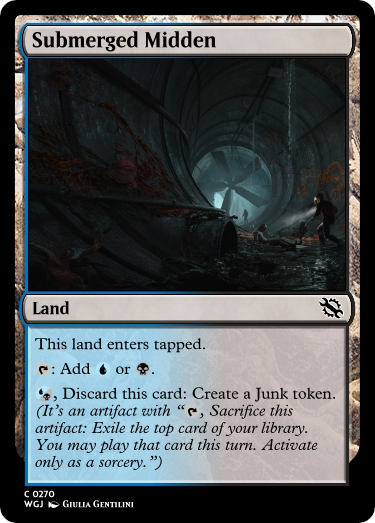 Submerged Midden
Land
This land enters tapped.
: Add or .
, Discard this card: Create a Junk token.
(It's an artifact with “, Sacrifice this
artifact: Exile the top card of your library.
You may play that card this turn. Activate
only as a sorcery.”)
C 0270
WGJ Giulia Gentilini